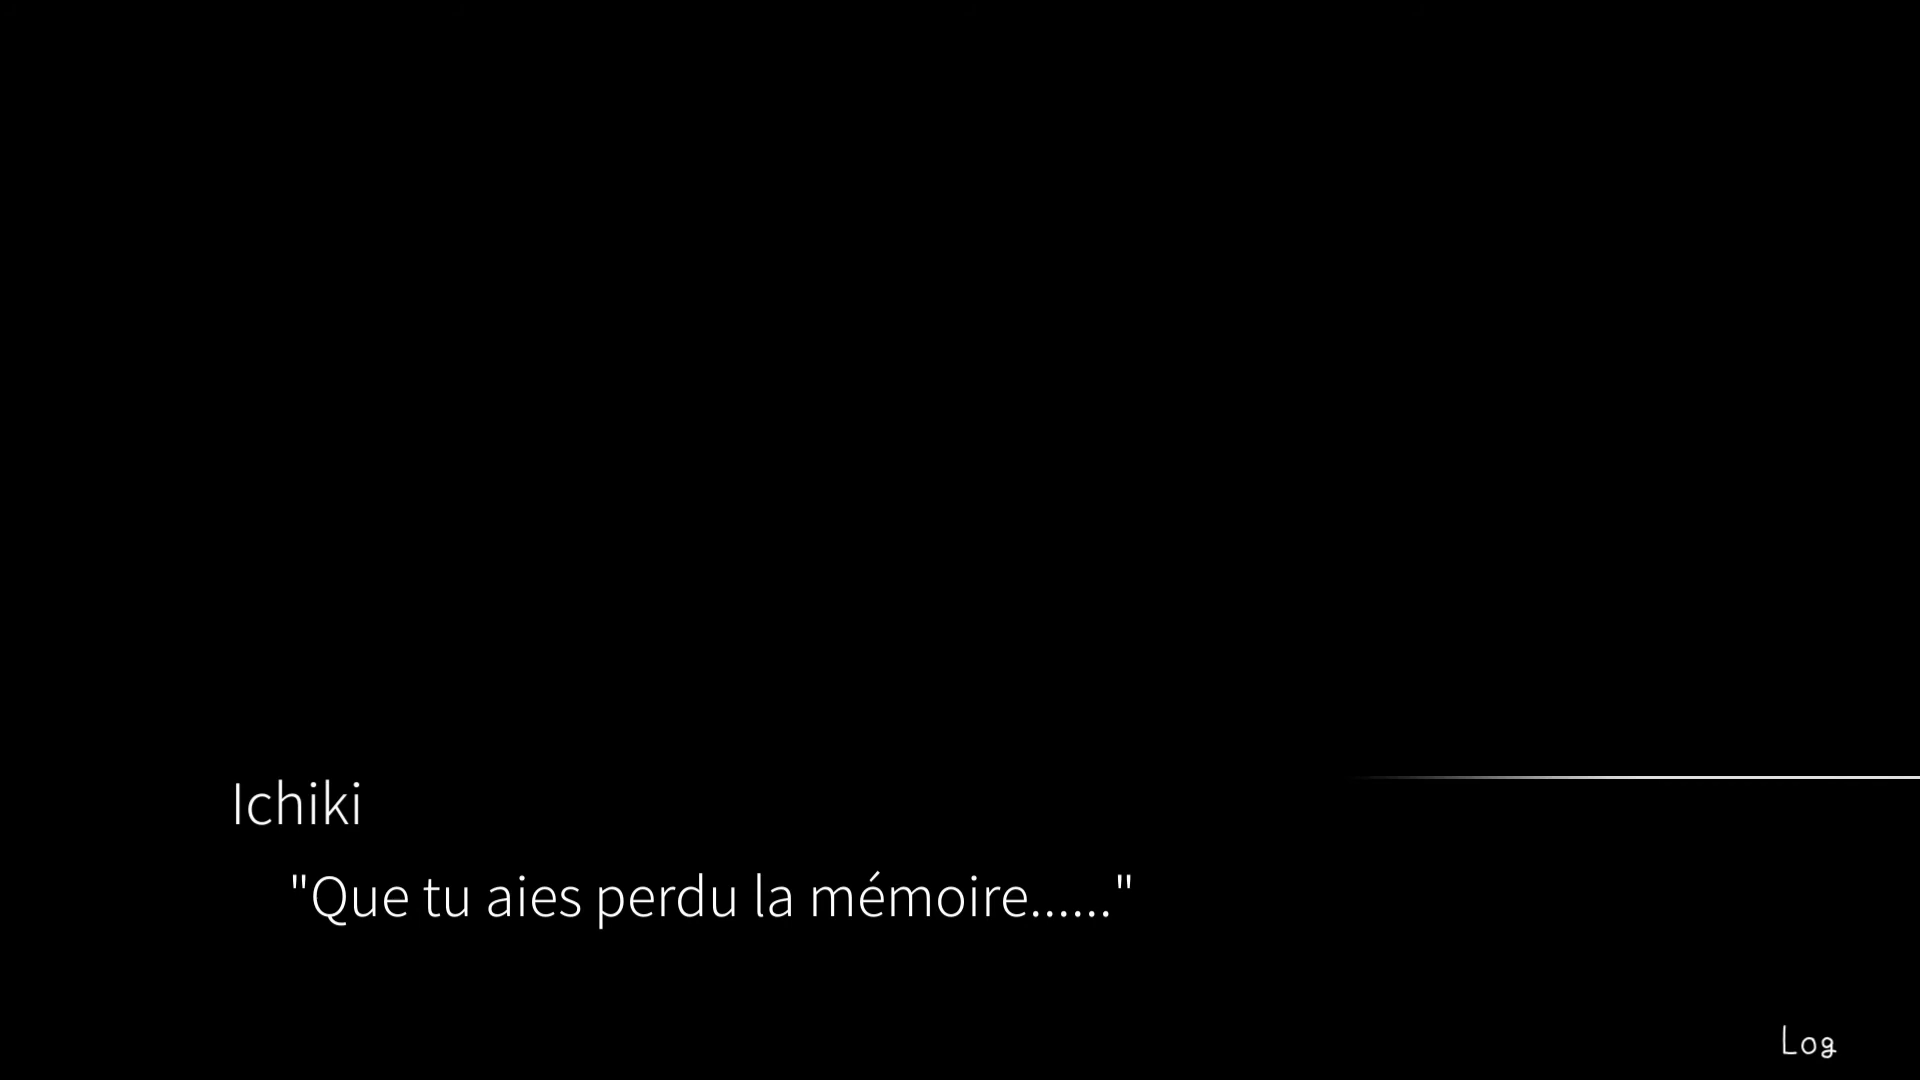 Ichiki
"Que tu aies perdu la mémoire......"
Log